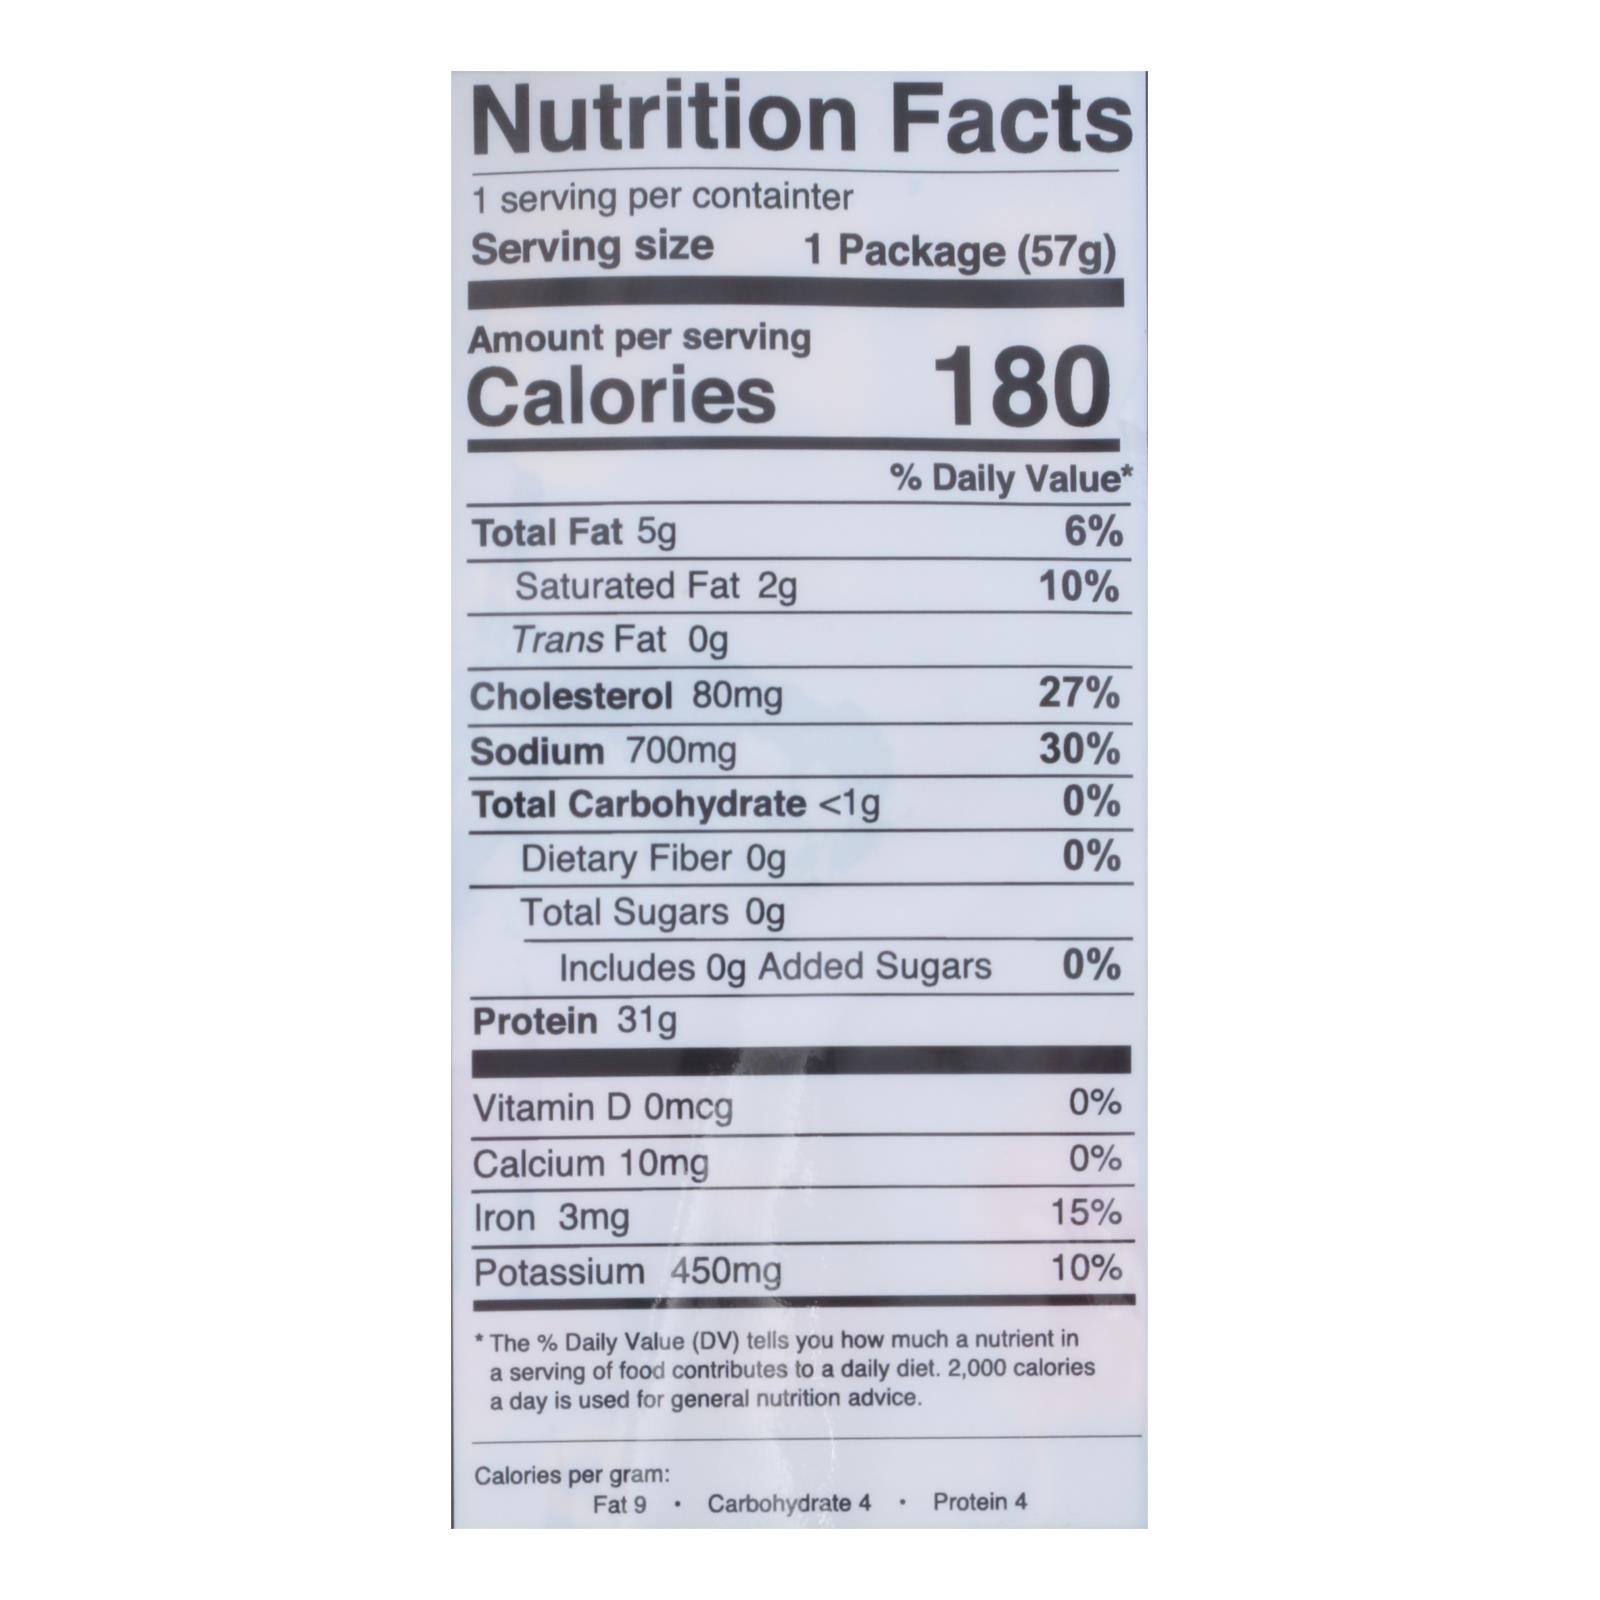 Nutrition Facts
1 serving per containter
Serving size 1 Package (57g)
Amount per serving
Calories 180
% Daily Value*
Total Fat 5g 6%
Saturated Fat 2g 10%
Trans Fat 0g
Cholesterol 80mg 27%
Sodium 700mg 30%
Total Carbohydrate <1g 0%
Dietary Fiber 0g 0%
Total Sugars 0g
Includes 0g Added Sugars 0%
Protein 31g
Vitamin D 0mcg 0%
Calcium 10mg 0%
Iron 3mg 15%
Potassium 450mg 10%
* The % Daily Value (DV) tells you how much a nutrient in
a serving of food contributes to a daily diet. 2,000 calories
a day is used for general nutrition advice.
Calories per gram:
Fat 9 • Carbohydrate 4 • Protein 4